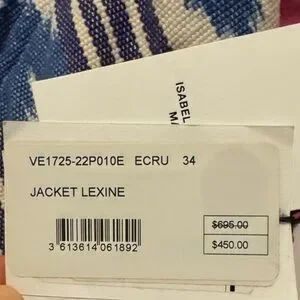 ISABEL
VE1725-22P010E ECRU 34
JACKET LEXINE
$695.00
$450.00
3 613614 061892